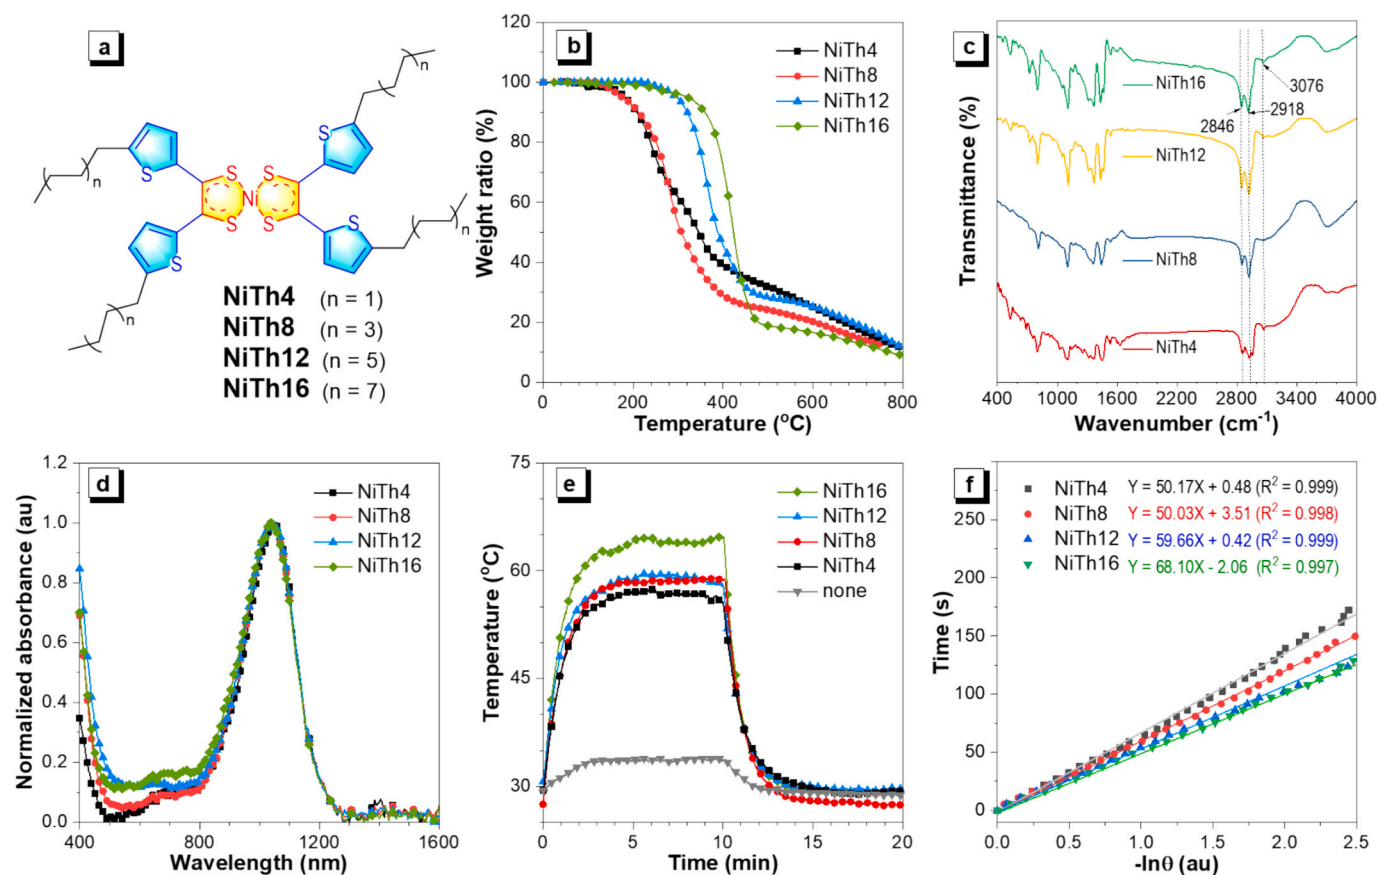 a
n
n
S
S
S
S
Ni
n
n
S
S
S
S
NiTh4 (n = 1)
NiTh8 (n = 3)
NiTh12 (n = 5)
NiTh16 (n = 7)
b
NiTh4
NiTh8
NiTh12
NiTh16
Weight ratio (%)
120
100
80
60
40
20
0
0 200 400 600 800
Temperature (°C)
c
NiTh16
3076
2918
2846
NiTh12
NiTh8
NiTh4
Transmittance (%)
400 1000 1600 2200 2800 3400 4000
Wavenumber (cm⁻¹)
d
NiTh4
NiTh8
NiTh12
NiTh16
Normalized absorbance (au)
1.2
1.0
0.8
0.6
0.4
0.2
0.0
400 800 1200 1600
Wavelength (nm)
e
NiTh16
NiTh12
NiTh8
NiTh4
none
Temperature (°C)
75
60
45
30
0 5 10 15 20
Time (min)
f
NiTh4 Y = 50.17X + 0.48 (R² = 0.999)
NiTh8 Y = 50.03X + 3.51 (R² = 0.998)
NiTh12 Y = 59.66X + 0.42 (R² = 0.999)
NiTh16 Y = 68.10X - 2.06 (R² = 0.997)
Time (s)
250
200
150
100
50
0
0.0 0.5 1.0 1.5 2.0 2.5
-lnθ (au)